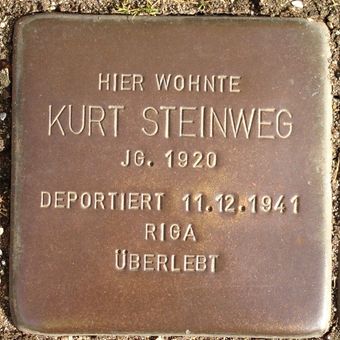 HIER WOHNTE
KURT STEINWEG
JG. 1920
DEPORTIERT 11.12.1941
RIGA
ÜBERLEBT